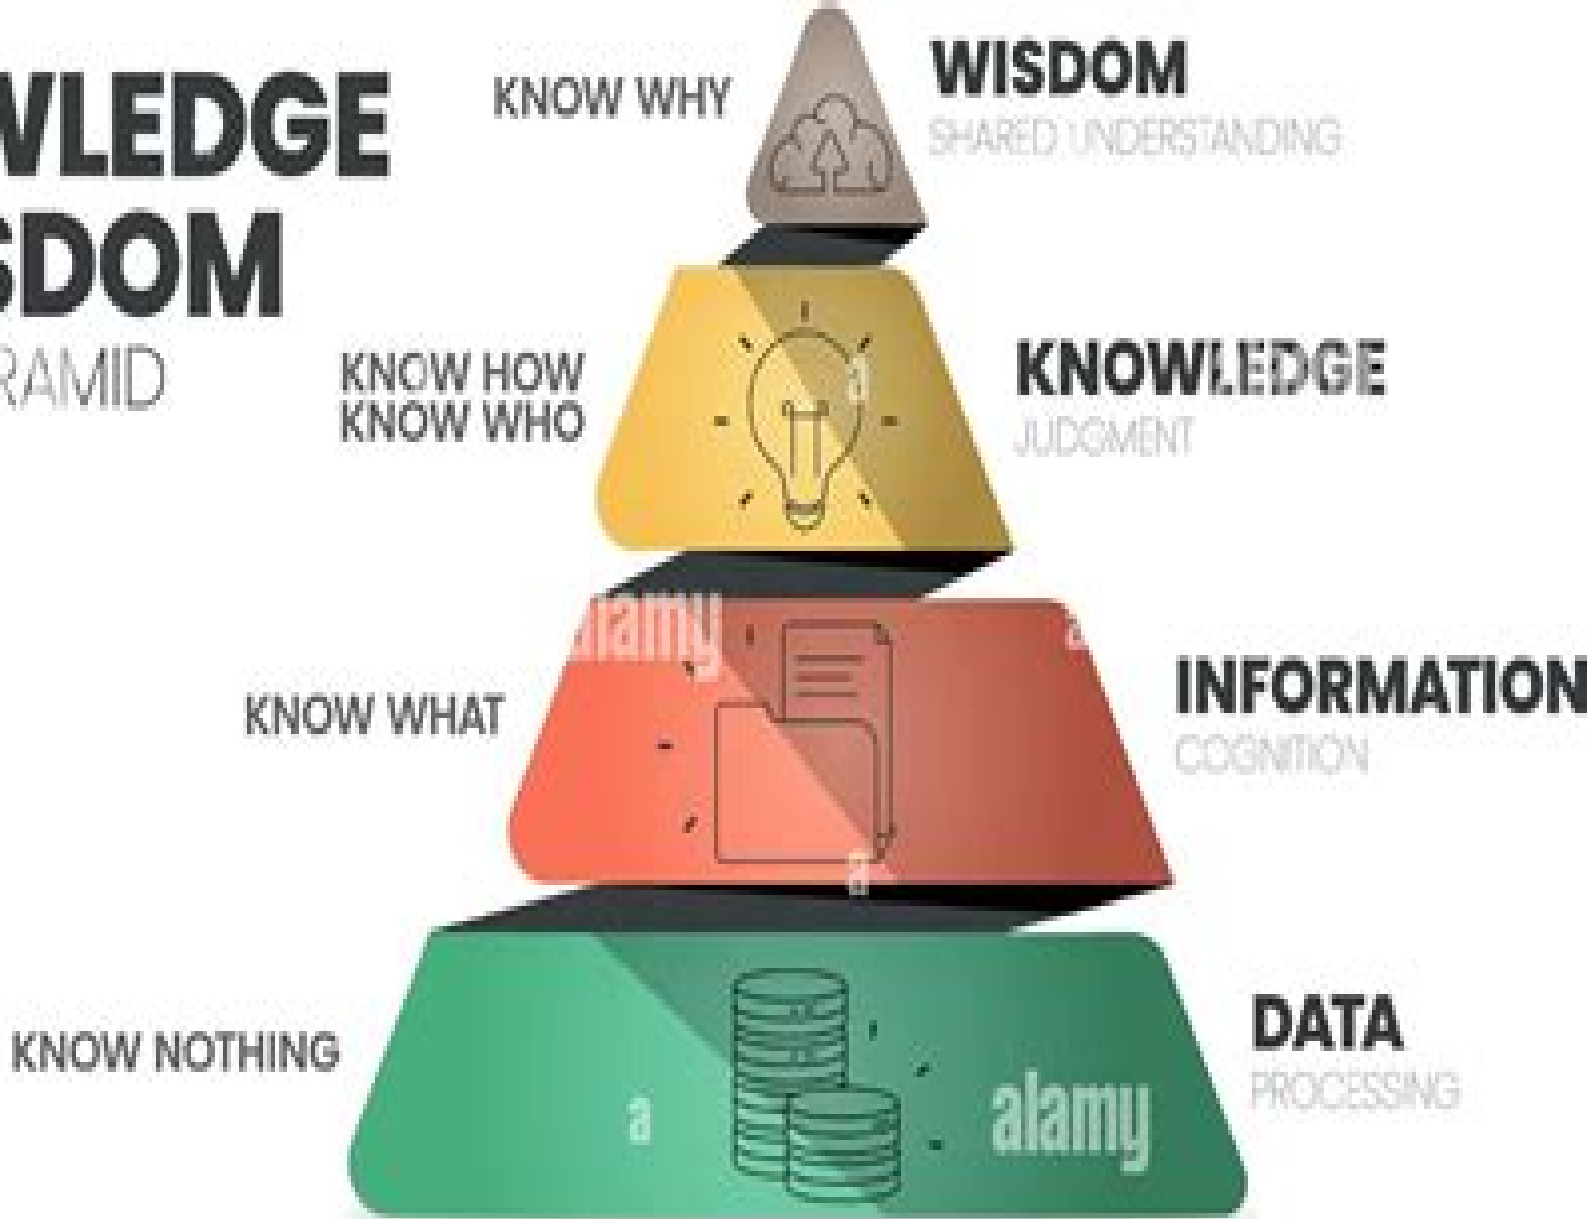 WLEDGE
SDOM
RAMID
KNOW WHY
WISDOM
SHARED UNDERSTANDING
KNOW HOW
KNOW WHO
KNOWLEDGE
JUDGMENT
a
alamy
a
KNOW WHAT
INFORMATION
COGNITION
a
KNOW NOTHING
DATA
PROCESSING
a
alamy